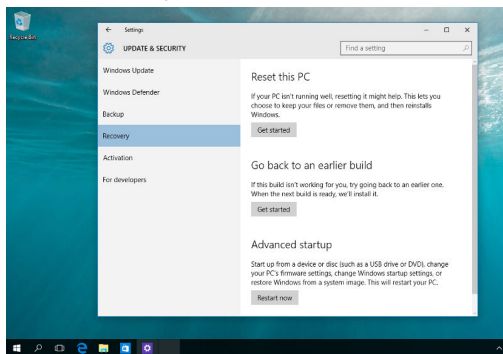 Recycle Bin
Settings
UPDATE & SECURITY
Find a setting
Windows Update
Windows Defender
Backup
Recovery
Activation
For developers
Reset this PC
If your PC isn't running well, resetting it might help. This lets you
choose to keep your files or remove them, and then reinstalls
Windows.
Get started
Go back to an earlier build
If this build isn't working for you, try going back to an earlier one.
When the next build is ready, we'll install it.
Get started
Advanced startup
Start up from a device or disc (such as a USB drive or DVD), change
your PC's firmware settings, change Windows startup settings, or
restore Windows from a system image. This will restart your PC.
Restart now